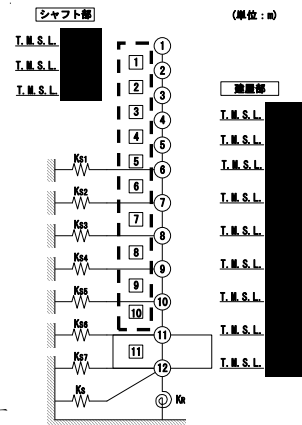 シャフト部
(単位：m)
T.M.S.L.
T.M.S.L.
T.M.S.L.
建屋部
T.M.S.L.
T.M.S.L.
T.M.S.L.
T.M.S.L.
T.M.S.L.
T.M.S.L.
T.M.S.L.
T.M.S.L.
T.M.S.L.
1
2
3
4
5
6
7
8
9
10
11
12
1
2
3
4
5
6
7
8
9
10
11
KS1
KS2
KS3
KS4
KS5
KS6
KS7
KS
KR